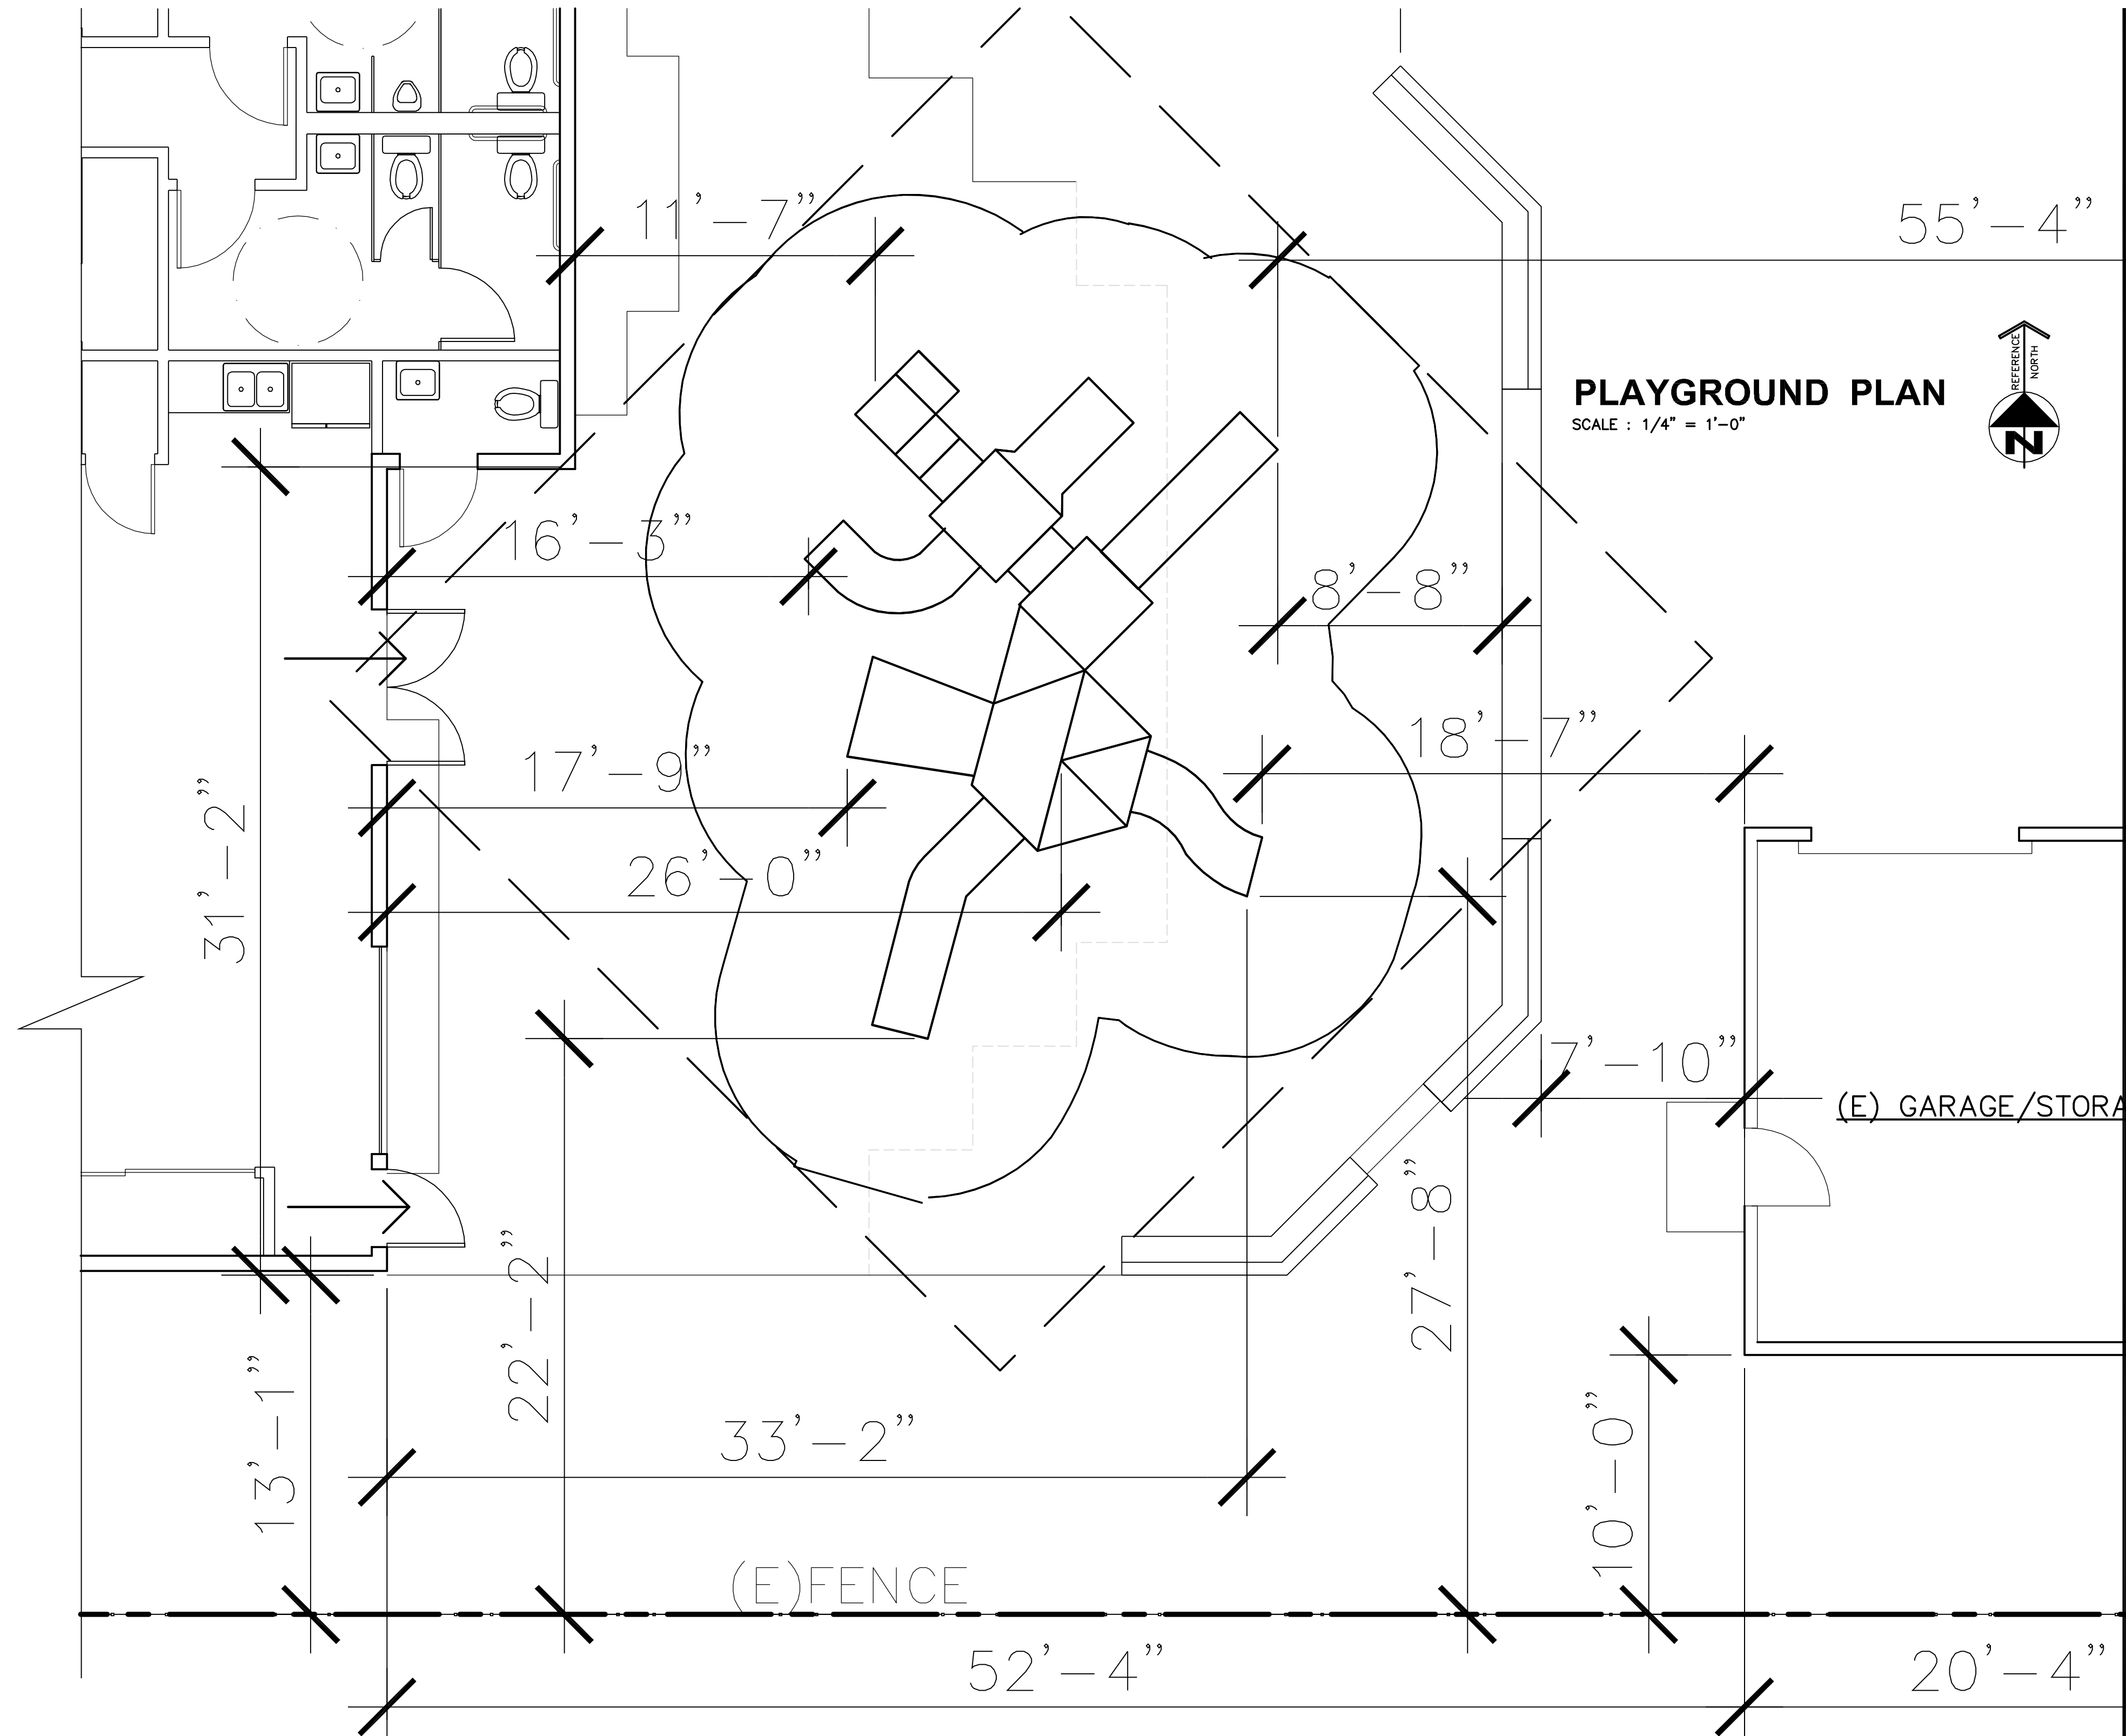 11'-7"
55'-4"
REFERENCE
NORTH
PLAYGROUND PLAN
SCALE : 1/4" = 1'-0"
N
16'-3"
8'-8"
18'-7"
17'-9"
31'-2"
26'-0"
7'-10"
(E) GARAGE/STORA
27'-8"
22'-2"
13'-1"
33'-2"
10'-0"
(E)FENCE
52'-4"
20'-4"